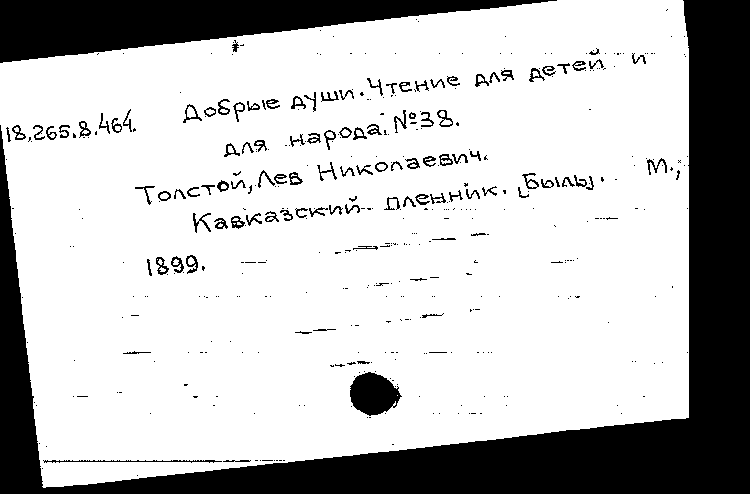 18.265.8.464. Добрые души. Чтение для детей и
для народа. №38.
Толстой, Лев Николаевич.
Кавказский пленник. [Быль]. М.,
1899.